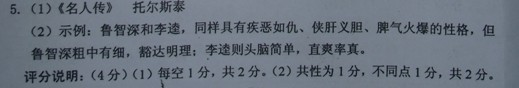 5. (1)《名人传》 托尔斯泰
(2) 示例：鲁智深和李逵，同样具有疾恶如仇、侠肝义胆、脾气火爆的性格，但
鲁智深粗中有细，豁达明理；李逵则头脑简单，直爽率真。
评分说明：(4分)(1) 每空1分，共2分。(2) 共性为1分，不同点1分，共2分。